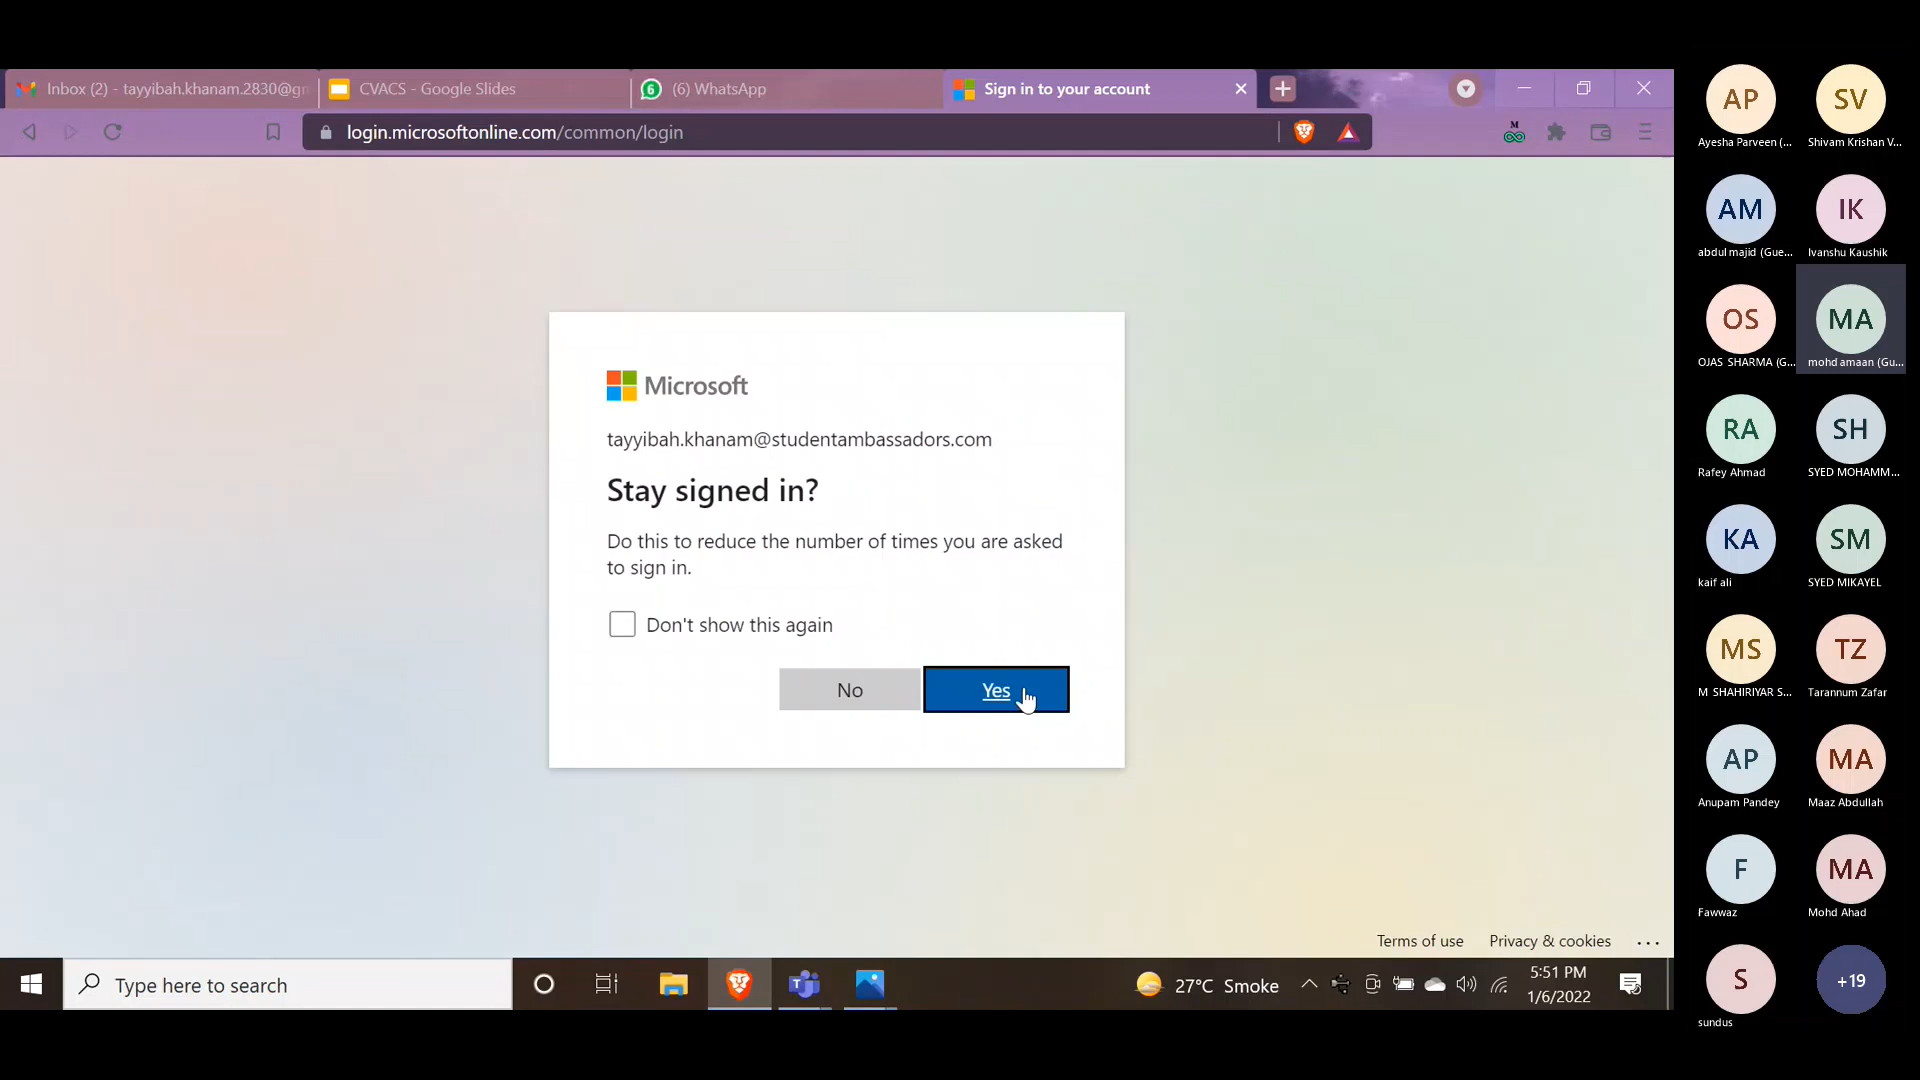 Inbox (2) - tayyibah.khanam.2830@gm
CVACS - Google Slides
6
(6) WhatsApp
Sign in to your account
M
login.microsoftonline.com/common/login
Microsoft
tayyibah.khanam@studentambassadors.com
Stay signed in?
Do this to reduce the number of times you are asked
to sign in.
Don't show this again
No
Yes
Terms of use
Privacy & cookies
...
Type here to search
27°C Smoke
5:51 PM
1/6/2022
AP
SV
Ayesha Parveen (...
Shivam Krishan V...
AM
IK
abdul majid (Gue...
Ivanshu Kaushik
OS
MA
OJAS SHARMA (G...
mohd amaan (Gu...
RA
SH
Rafey Ahmad
SYED MOHAMM...
KA
SM
kaif ali
SYED MIKAYEL
MS
TZ
M SHAHIRIYAR S...
Tarannum Zafar
AP
MA
Anupam Pandey
Maaz Abdullah
F
MA
Fawwaz
Mohd Ahad
S
+19
sundus